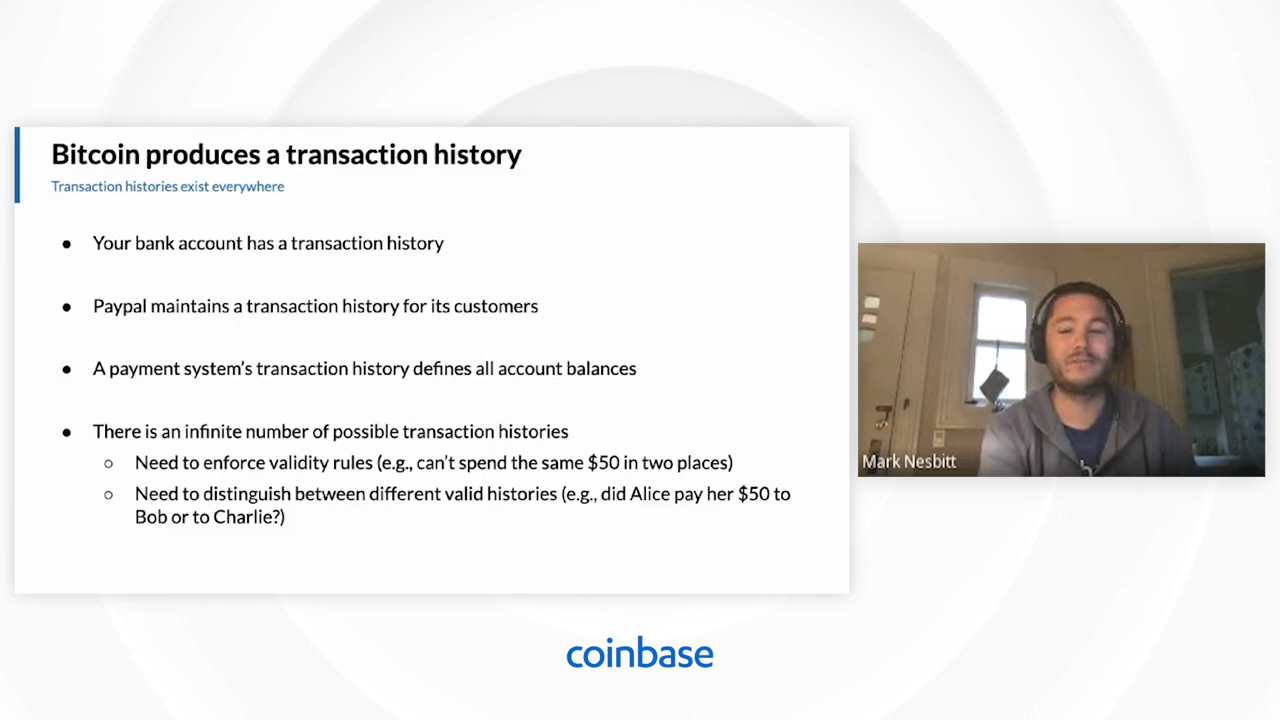 Bitcoin produces a transaction history
Transaction histories exist everywhere
● Your bank account has a transaction history
● Paypal maintains a transaction history for its customers
● A payment system's transaction history defines all account balances
● There is an infinite number of possible transaction histories
○ Need to enforce validity rules (e.g., can't spend the same $50 in two places)
○ Need to distinguish between different valid histories (e.g., did Alice pay her $50 to
Bob or to Charlie?)
Mark Nesbitt
coinbase